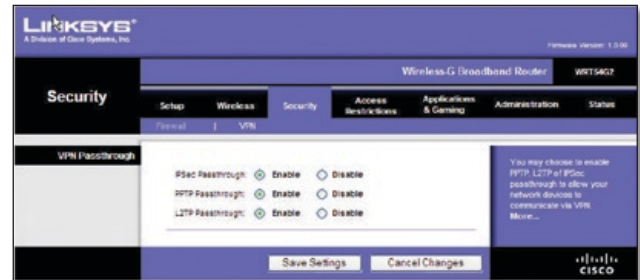 LINKSYS®
A Division of Cisco Systems, Inc.
Firmware Version: 1.0.00
Wireless-G Broadband Router
WRT54G2
Security
Setup
Wireless
Security
Access Restrictions
Applications & Gaming
Administration
Status
Firewall | VPN
VPN Passthrough
IPSec Passthrough: Enable Disable
PPTP Passthrough: Enable Disable
L2TP Passthrough: Enable Disable
You may choose to enable
PPTP, L2TP of IPSec
passthrough to allow your
network devices to
communicate via VPN.
More...
Save Settings
Cancel Changes
CISCO